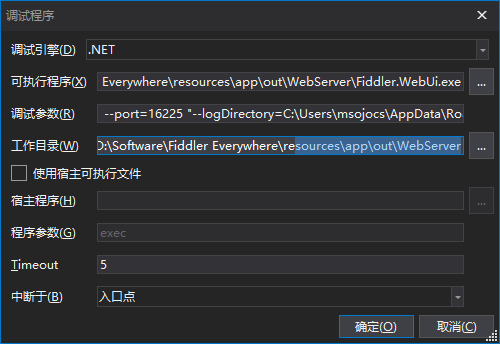 调试程序
调试引擎(D) .NET
可执行程序(X) Everywhere\resources\app\out\WebServer\Fiddler.WebUi.exe ...
调试参数(R) --port=16225 "--logDirectory=C:\Users\msojocs\AppData\Ro
工作目录(W) D:\Software\Fiddler Everywhere\resources\app\out\WebServer ...
使用宿主可执行文件
宿主程序(H) ...
程序参数(G) exec
Timeout 5
中断于(B) 入口点
确定(O) 取消(C)